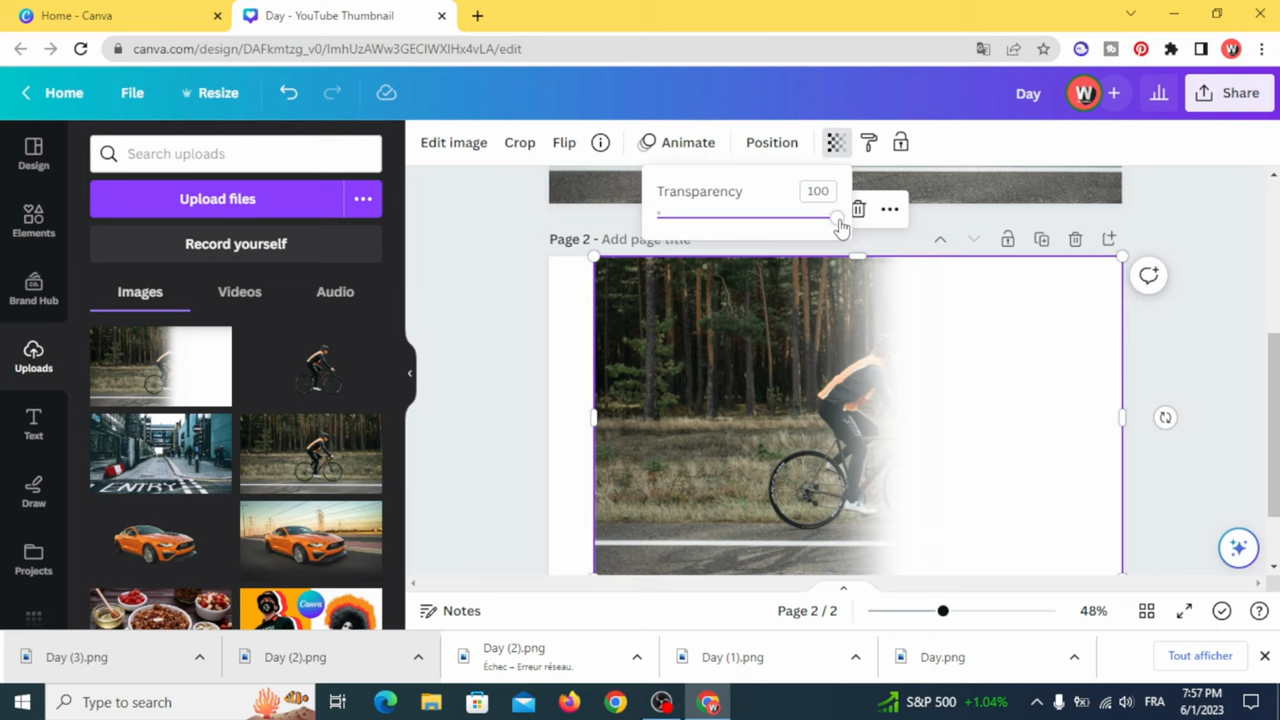 Home - Canva
Day - YouTube Thumbnail
canva.com/design/DAFkmtzg_v0/lmhUzAWw3GECIWXIHx4vLA/edit
W
Home
File
Resize
Day
W
Share
Design
Elements
Brand Hub
Uploads
Text
Draw
Projects
Search uploads
Upload files
Record yourself
Images
Videos
Audio
ENTRY
Canva
Edit image
Crop
Flip
Animate
Position
Transparency
100
Page 2 - Add page title
Notes
Page 2 / 2
48%
Day (3).png
Day (2).png
Day (2).png
Échec – Erreur réseau.
Day (1).png
Day.png
Tout afficher
Type here to search
S&P 500 +1.04%
FRA
7:57 PM
6/1/2023